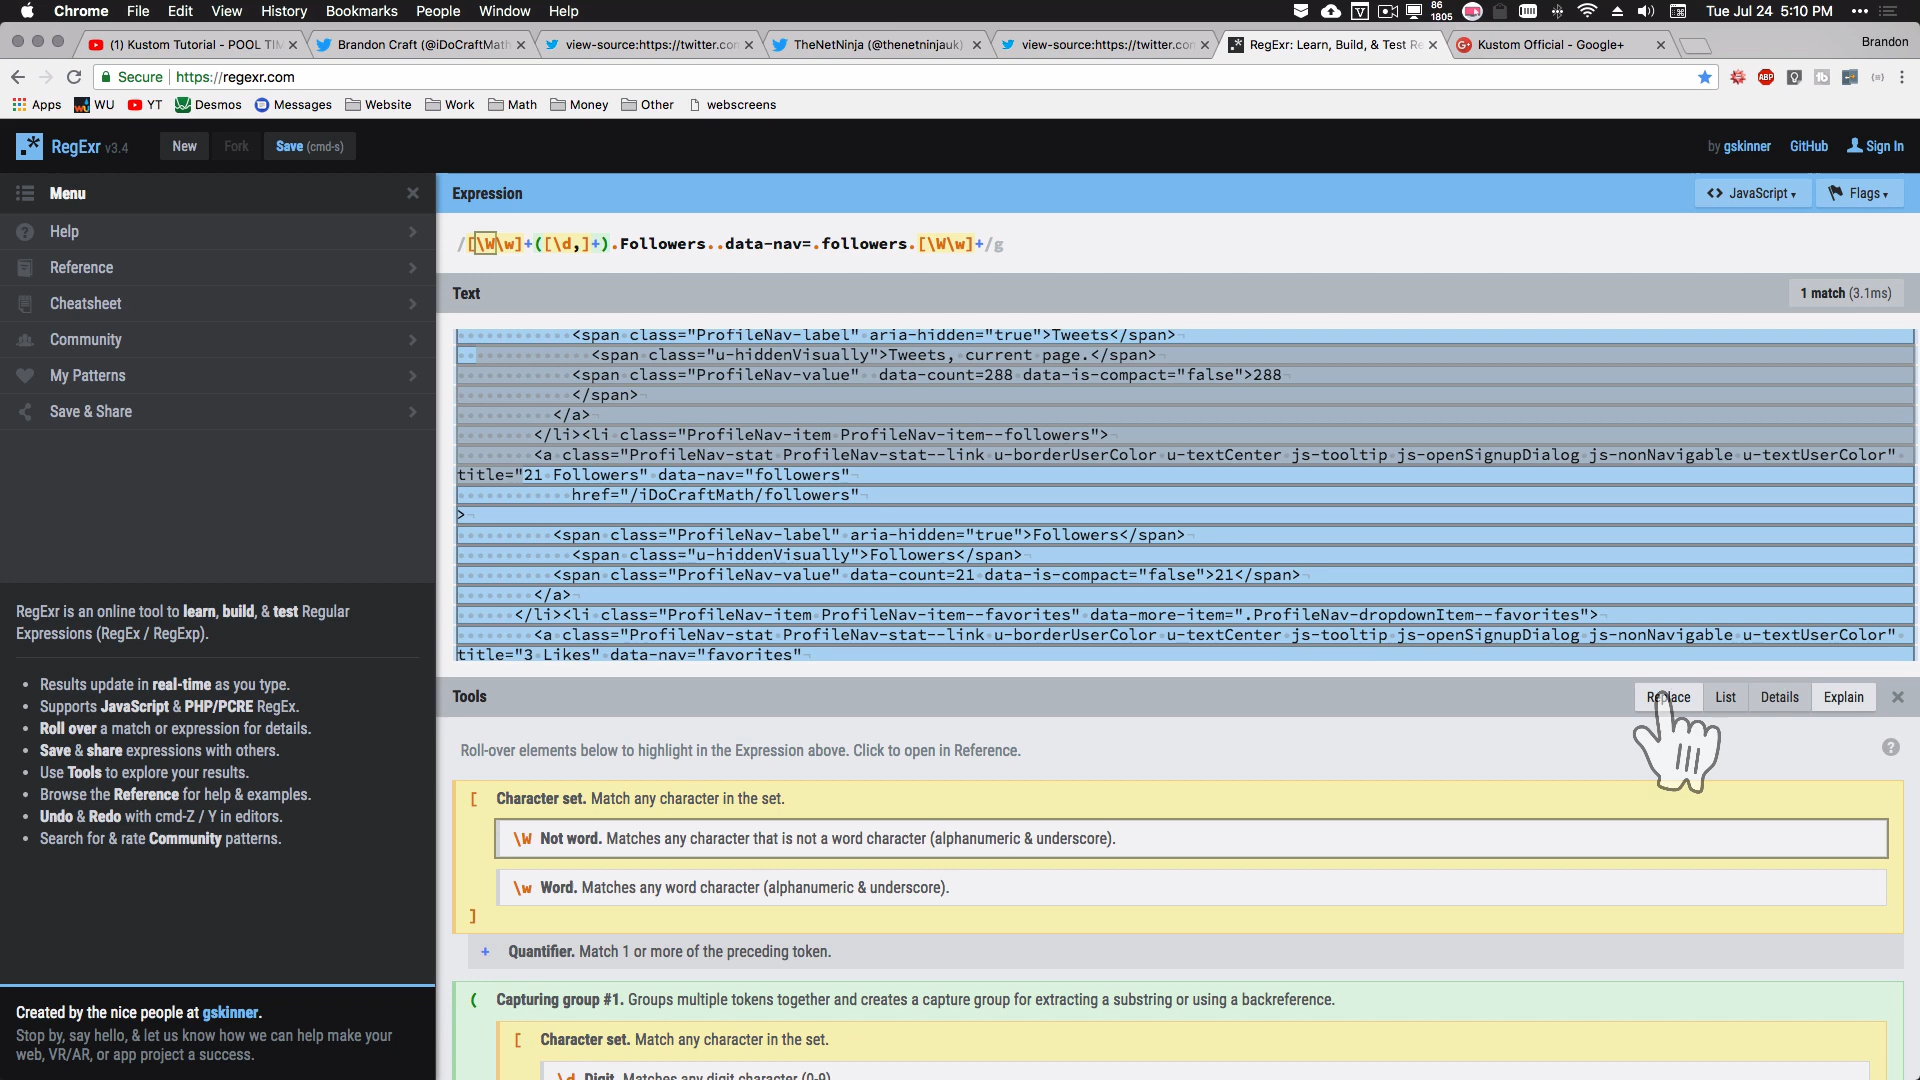 Chrome File Edit View History Bookmarks People Window Help 86 1805 Tue Jul 24 5:10 PM
(1) Kustom Tutorial - POOL TIM Brandon Craft (@iDoCraftMath view-source:https://twitter.co TheNetNinja (@thenetninjauk) view-source:https://twitter.co RegExr: Learn, Build, & Test Re Kustom Official - Google+ Brandon
Secure https://regexr.com ABP
Apps WU YT Desmos Messages Website Work Math Money Other webscreens
RegExr v3.4 New Fork Save (cmd-s) by gskinner GitHub Sign In
Menu
Help
Reference
Cheatsheet
Community
My Patterns
Save & Share
RegExr is an online tool to learn, build, & test Regular
Expressions (RegEx / RegExp).
• Results update in real-time as you type.
• Supports JavaScript & PHP/PCRE RegEx.
• Roll over a match or expression for details.
• Save & share expressions with others.
• Use Tools to explore your results.
• Browse the Reference for help & examples.
• Undo & Redo with cmd-Z / Y in editors.
• Search for & rate Community patterns.
Created by the nice people at gskinner.
Stop by, say hello, & let us know how we can help make your
web, VR/AR, or app project a success.
Expression <> JavaScript Flags
/[\W\w]+([\d,]+).Followers..data-nav=.followers.[\W\w]+/g
Text 1 match (3.1ms)
<span class="ProfileNav-label" aria-hidden="true">Tweets</span>
<span class="u-hiddenVisually">Tweets, current page.</span>
<span class="ProfileNav-value"  data-count=288 data-is-compact="false">288
</span>
</a>
</li><li class="ProfileNav-item ProfileNav-item--followers">
<a class="ProfileNav-stat ProfileNav-stat--link u-borderUserColor u-textCenter js-tooltip js-openSignupDialog js-nonNavigable u-textUserColor"
title="21 Followers" data-nav="followers"
href="/iDoCraftMath/followers"
>
<span class="ProfileNav-label" aria-hidden="true">Followers</span>
<span class="u-hiddenVisually">Followers</span>
<span class="ProfileNav-value" data-count=21 data-is-compact="false">21</span>
</a>
</li><li class="ProfileNav-item ProfileNav-item--favorites" data-more-item=".ProfileNav-dropdownItem--favorites">
<a class="ProfileNav-stat ProfileNav-stat--link u-borderUserColor u-textCenter js-tooltip js-openSignupDialog js-nonNavigable u-textUserColor"
title="3 Likes" data-nav="favorites"
Tools Replace List Details Explain
Roll-over elements below to highlight in the Expression above. Click to open in Reference.
[ Character set. Match any character in the set.
\W Not word. Matches any character that is not a word character (alphanumeric & underscore).
\w Word. Matches any word character (alphanumeric & underscore).
]
+ Quantifier. Match 1 or more of the preceding token.
( Capturing group #1. Groups multiple tokens together and creates a capture group for extracting a substring or using a backreference.
[ Character set. Match any character in the set.
\d Digit. Matches any digit character (0-9).